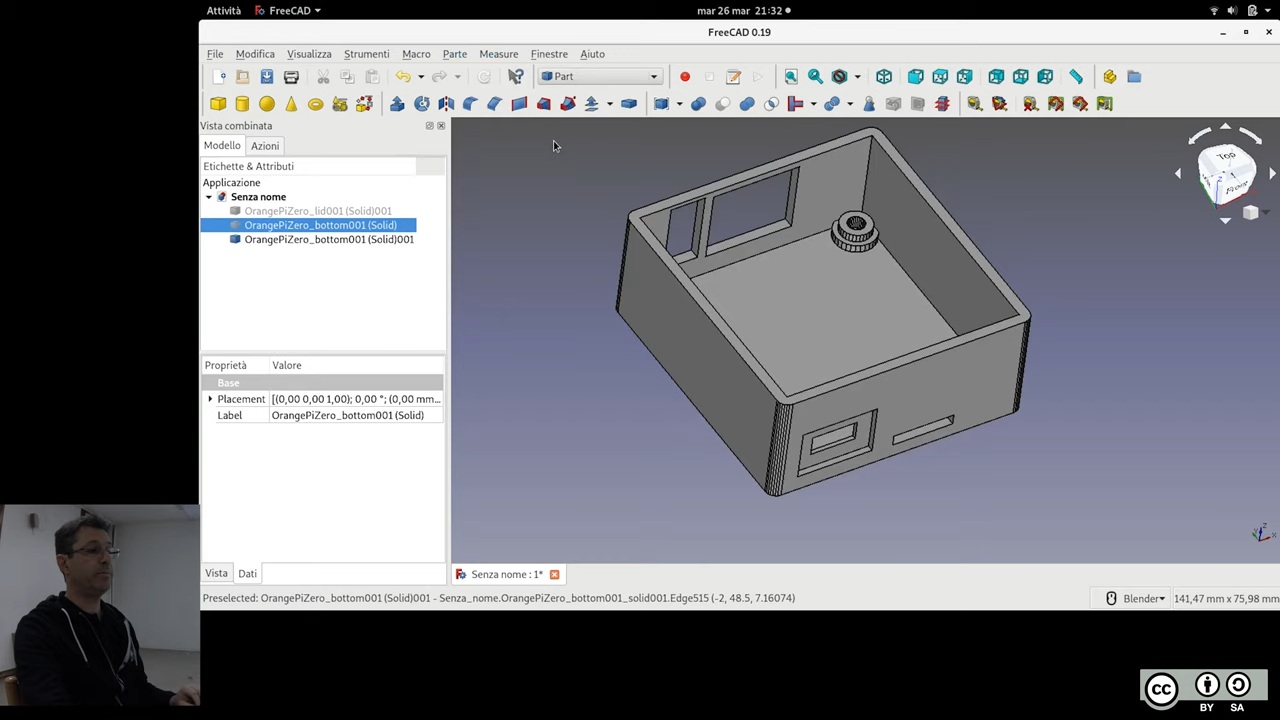 Attività FreeCAD mar 26 mar 21:32
FreeCAD 0.19
File Modifica Visualizza Strumenti Macro Parte Measure Finestre Aiuto
Part
Vista combinata
Modello Azioni
Etichette & Attributi
Applicazione
Senza nome
OrangePiZero_lid001 (Solid)001
OrangePiZero_bottom001 (Solid)
OrangePiZero_bottom001 (Solid)001
Top
Front
Z
Proprietà Valore
Base
Placement [(0,00 0,00 1,00); 0,00 °; (0,00 mm...
Label OrangePiZero_bottom001 (Solid)
Vista Dati
Senza nome : 1*
Preselected: OrangePiZero_bottom001 (Solid)001 - Senza_nome.OrangePiZero_bottom001_solid001.Edge515 (-2, 48.5, 7.16074) Blender 141,47 mm x 75,98 mm
CC BY SA